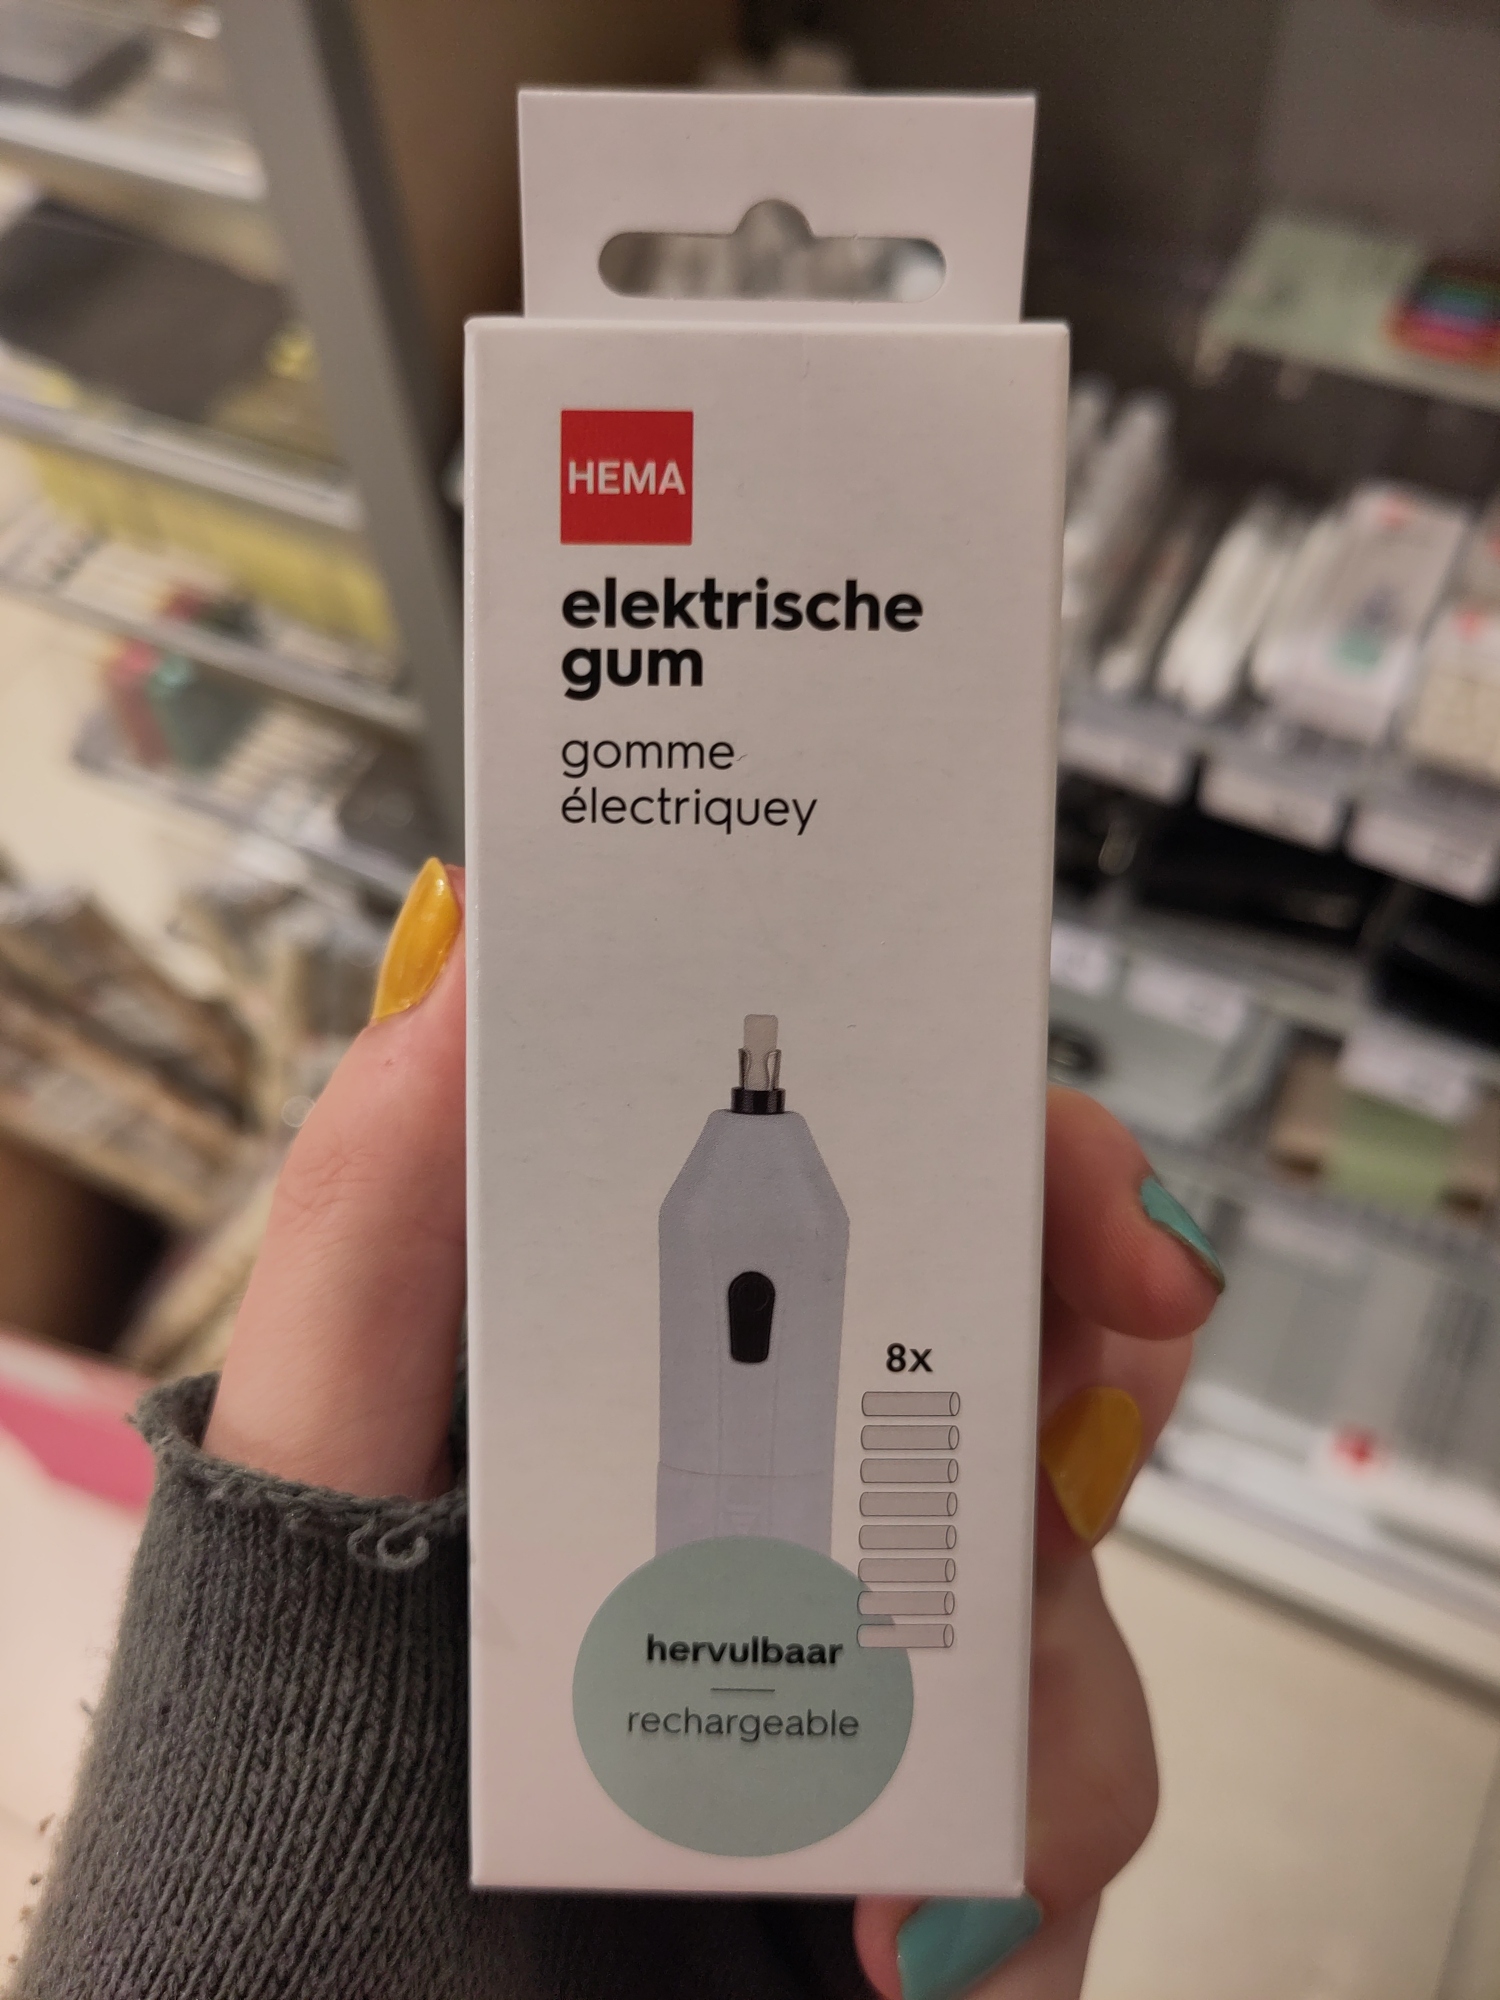 HEMA
elektrische
gum
gomme
électriquey
8x
hervulbaar
rechargeable